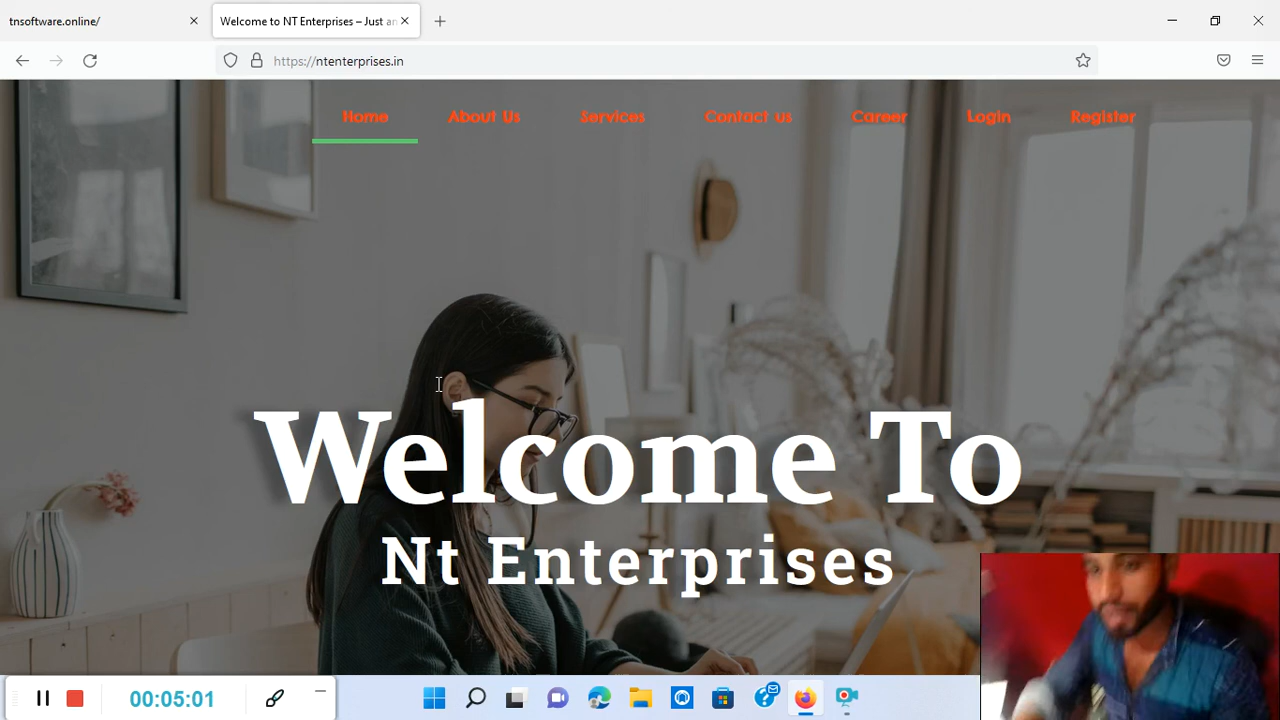 tnsoftware.online/
Welcome to NT Enterprises – Just an
https://ntenterprises.in
Home About Us Services Contact us Career Login Register
Welcome To
Nt Enterprises
00:05:01